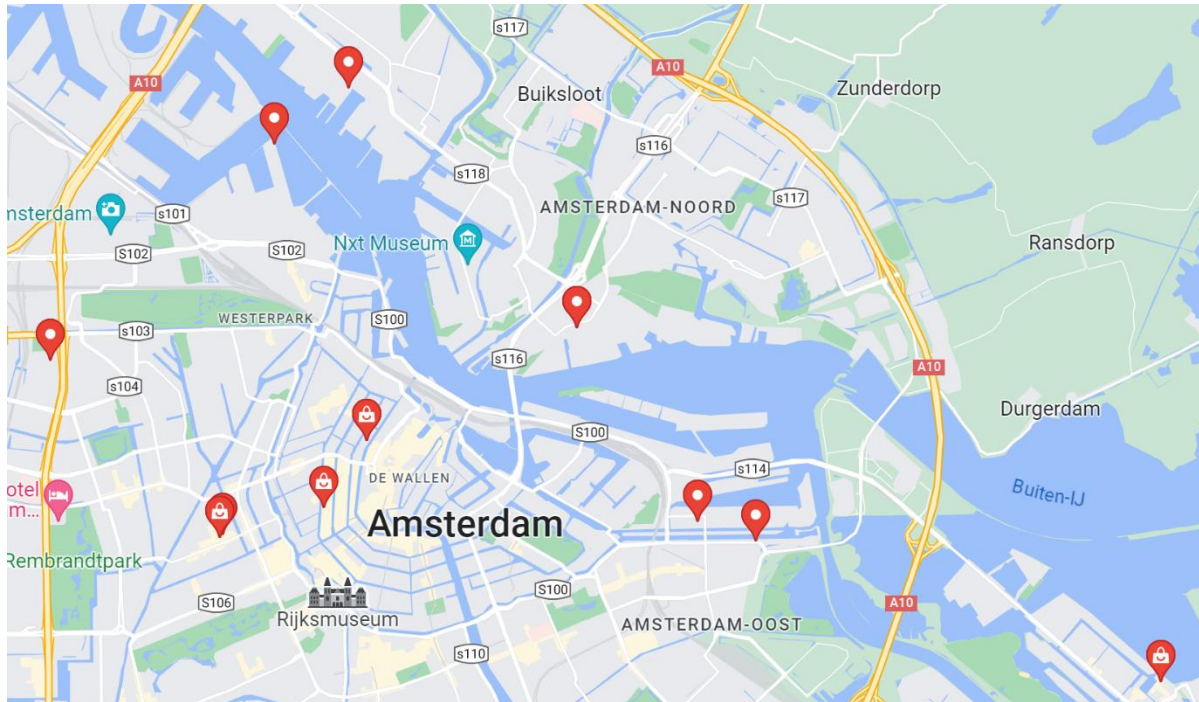 s117
A10
A10
Buiksloot
Zunderdorp
s116
s118
s117
AMSTERDAM-NOORD
s101
msterdam
Nxt Museum
Ransdorp
S102
S102
WESTERPARK
S100
s103
s116
A10
s104
Durgerdam
S100
DE WALLEN
s114
otel
m...
Buiten-IJ
Amsterdam
Rembrandtpark
S100
S106
A10
Rijksmuseum
AMSTERDAM-OOST
s110